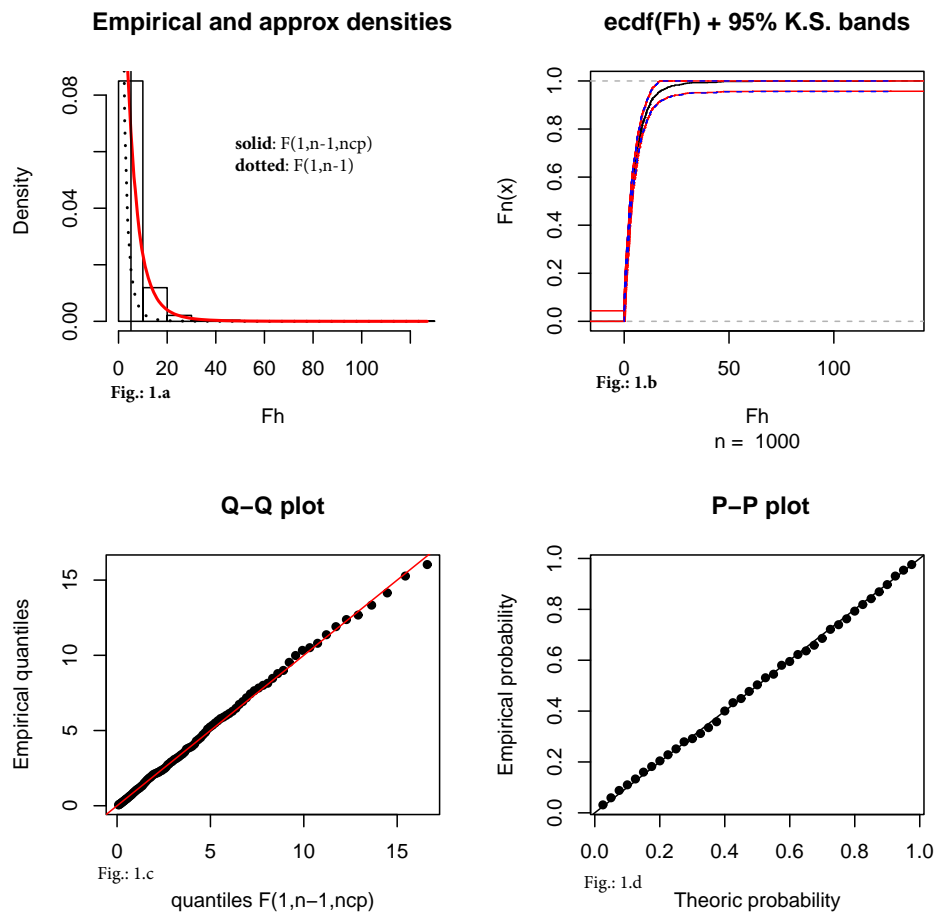 Empirical and approx densities
Density
0.00
0.04
0.08
solid: F(1,n-1,ncp)
dotted: F(1,n-1)
0 20 40 60 80 100
Fig.: 1.a
Fh
ecdf(Fh) + 95% K.S. bands
Fn(x)
0.0 0.2 0.4 0.6 0.8 1.0
0 50 100
Fig.: 1.b
Fh
n = 1000
Q−Q plot
Empirical quantiles
0 5 10 15
0 5 10 15
Fig.: 1.c
quantiles F(1,n−1,ncp)
P−P plot
Empirical probability
0.0 0.2 0.4 0.6 0.8 1.0
0.0 0.2 0.4 0.6 0.8 1.0
Fig.: 1.d
Theoric probability